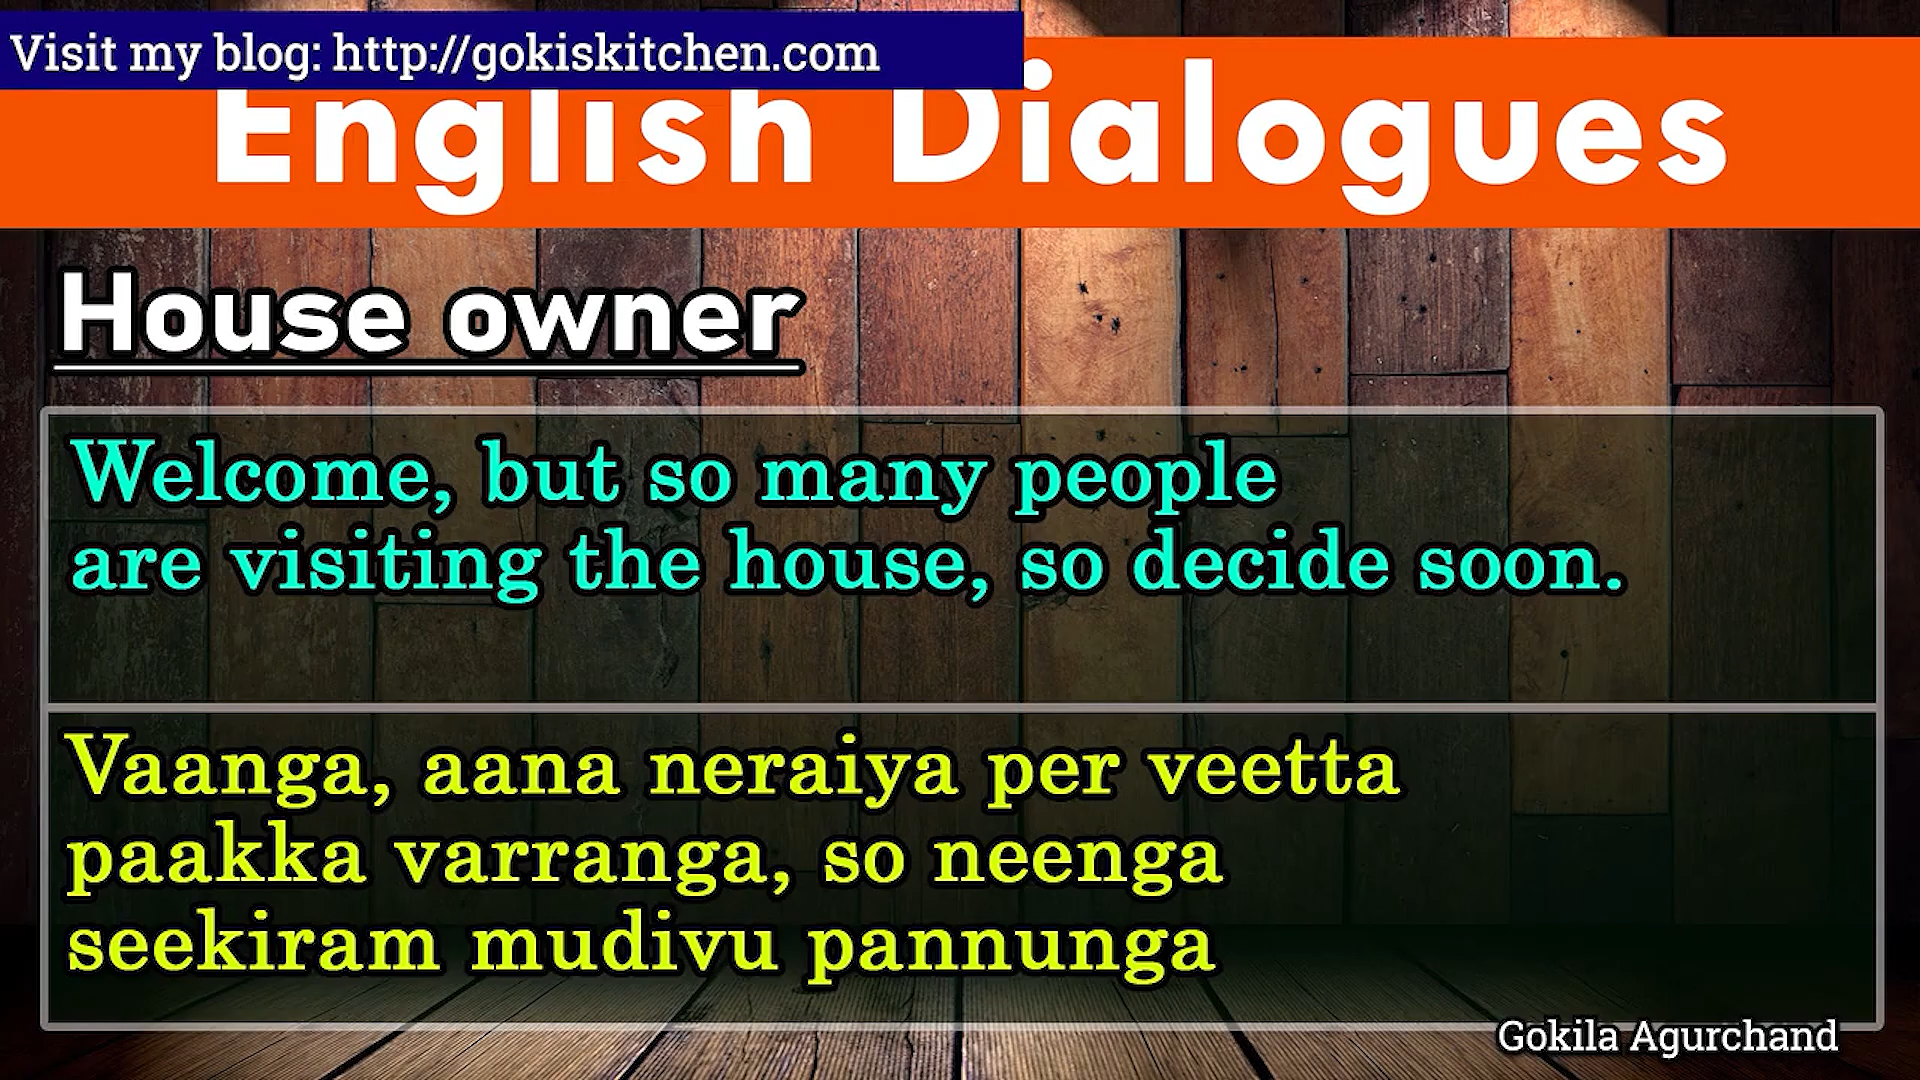 Visit my blog: http://gokiskitchen.com
English Dialogues
House owner
Welcome, but so many people
are visiting the house, so decide soon.
Vaanga, aana neraiya per veetta
paakka varranga, so neenga
seekiram mudivu pannunga
Gokila Agurchand